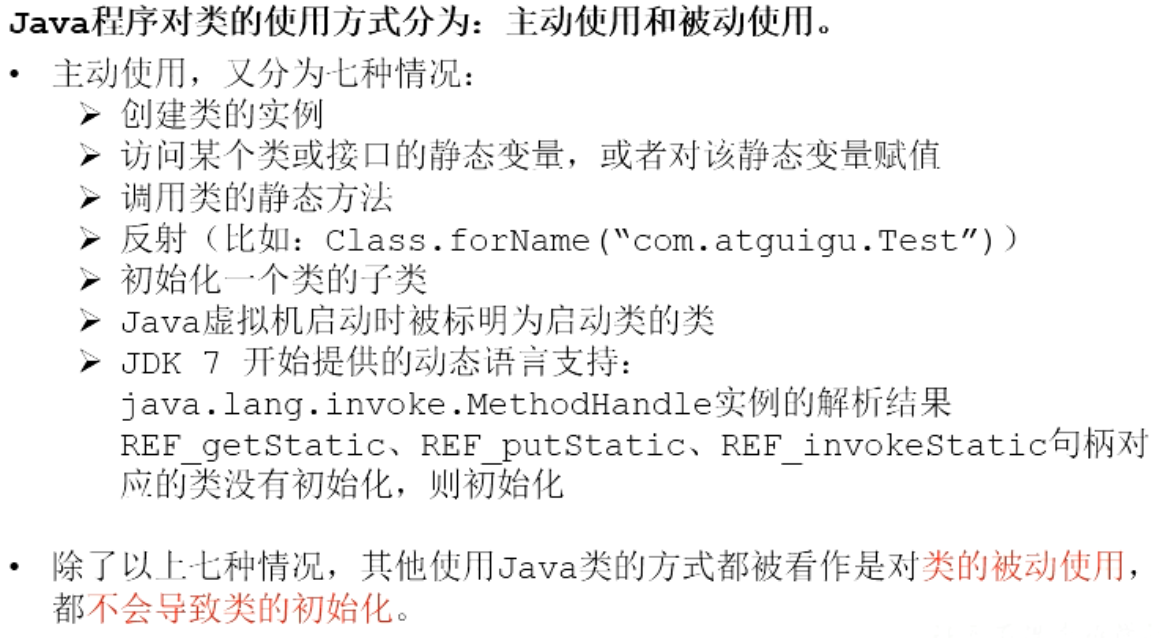 Java程序对类的使用方式分为：主动使用和被动使用。
• 主动使用，又分为七种情况：
➢ 创建类的实例
➢ 访问某个类或接口的静态变量，或者对该静态变量赋值
➢ 调用类的静态方法
➢ 反射（比如：Class.forName(“com.atguigu.Test”)）
➢ 初始化一个类的子类
➢ Java虚拟机启动时被标明为启动类的类
➢ JDK 7 开始提供的动态语言支持：
java.lang.invoke.MethodHandle实例的解析结果
REF_getStatic、REF_putStatic、REF_invokeStatic句柄对
应的类没有初始化，则初始化
• 除了以上七种情况，其他使用Java类的方式都被看作是对类的被动使用，
都不会导致类的初始化。